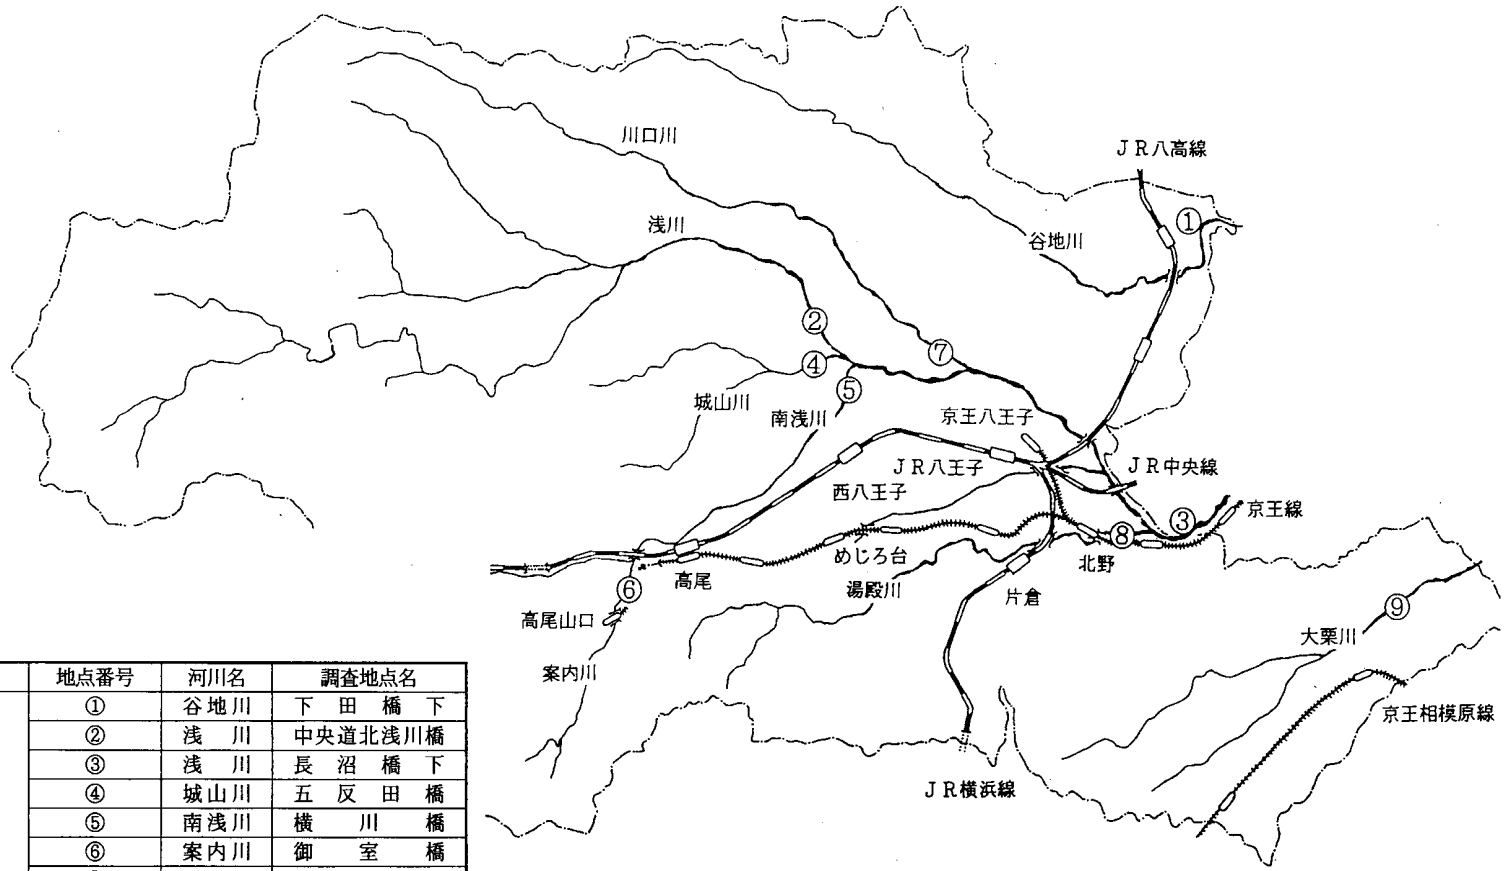 川口川
JR八高線
①
浅川
谷地川
②
④
⑦
⑤
城山川
南浅川
京王八王子
JR八王子
JR中央線
西八王子
③
京王線
⑧
めじろ台
北野
高尾
湯殿川
片倉
⑥
⑨
高尾山口
大栗川
案内川
京王相模原線
JR横浜線
地点番号 河川名 調査地点名
① 谷地川 下田橋下
② 浅川 中央道北浅川橋
③ 浅川 長沼橋下
④ 城山川 五反田橋
⑤ 南浅川 横川橋
⑥ 案内川 御室橋